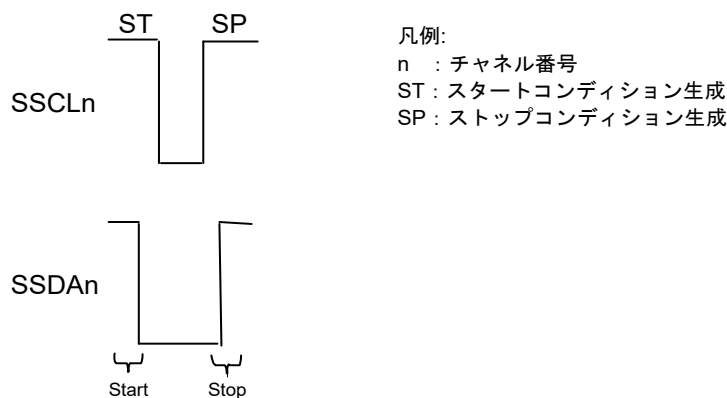 ST SP
SSCLn
SSDAn
Start Stop
凡例:
n ：チャネル番号
ST：スタートコンディション生成
SP：ストップコンディション生成